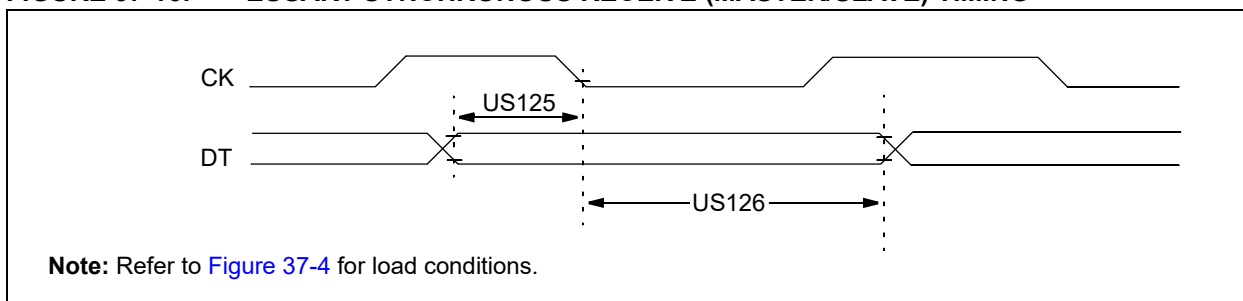 CK
US125
DT
US126
Note: Refer to Figure 37-4 for load conditions.